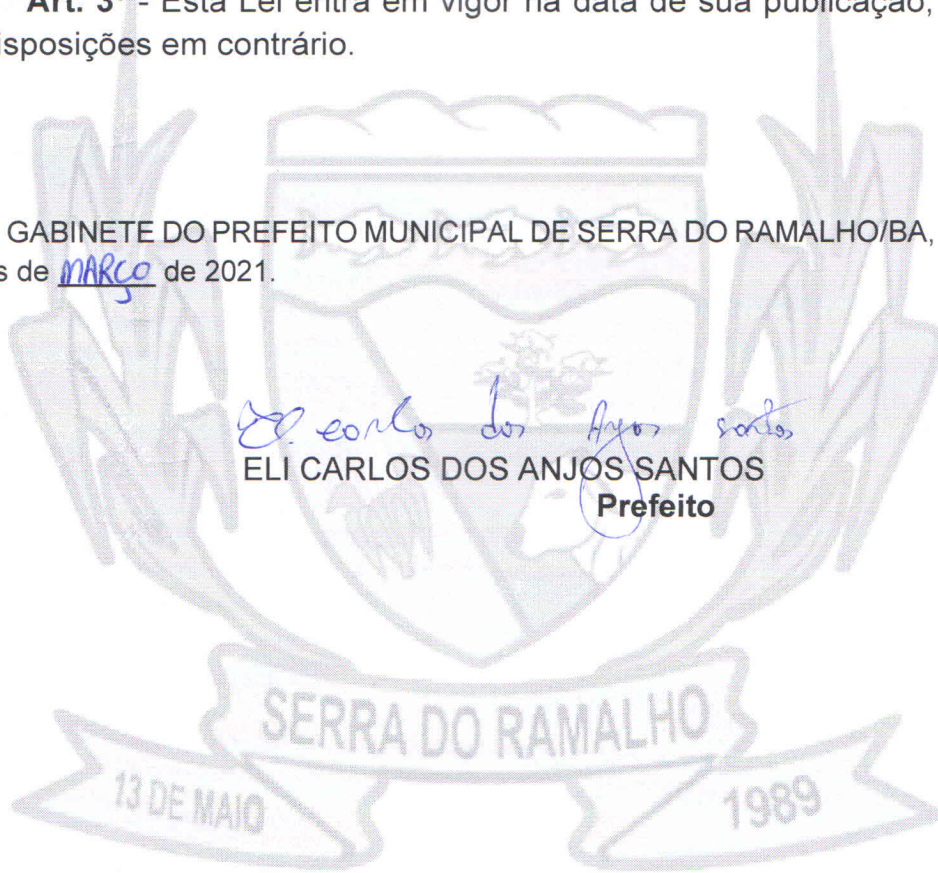 Art. 3º - Esta Lei entra em vigor na data de sua publicação,
isposições em contrário.
GABINETE DO PREFEITO MUNICIPAL DE SERRA DO RAMALHO/BA,
s de MARÇO de 2021.
El. carlos dos Anjos santos
ELI CARLOS DOS ANJOS SANTOS
Prefeito
SERRA DO RAMALHO
13 DE MAIO
1989